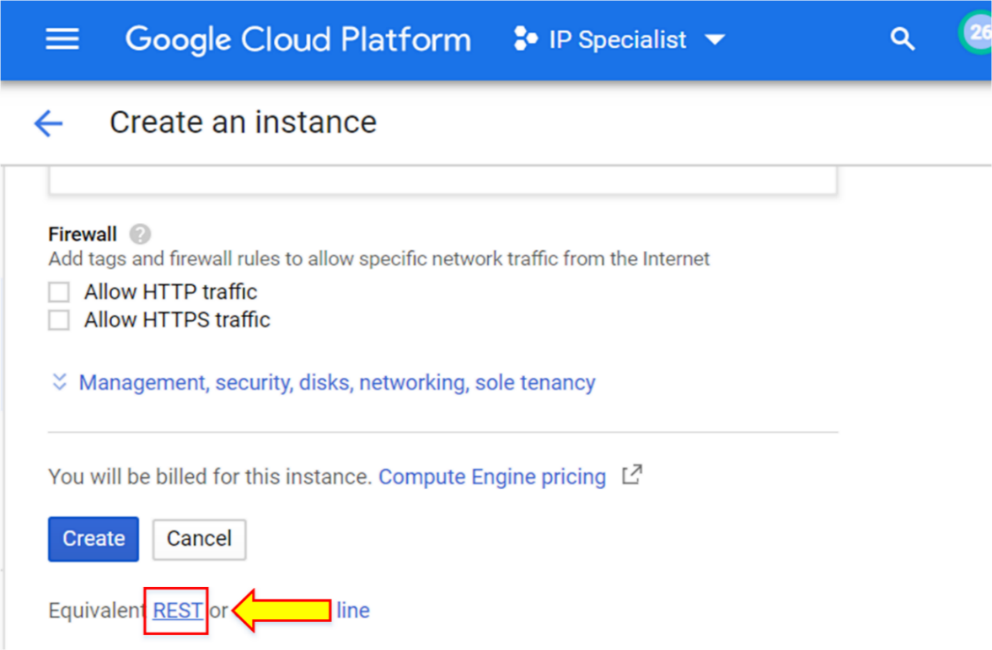 Google Cloud Platform IP Specialist 26
Create an instance
Firewall ?
Add tags and firewall rules to allow specific network traffic from the Internet
Allow HTTP traffic
Allow HTTPS traffic
Management, security, disks, networking, sole tenancy
You will be billed for this instance. Compute Engine pricing
Create Cancel
Equivalent REST or line